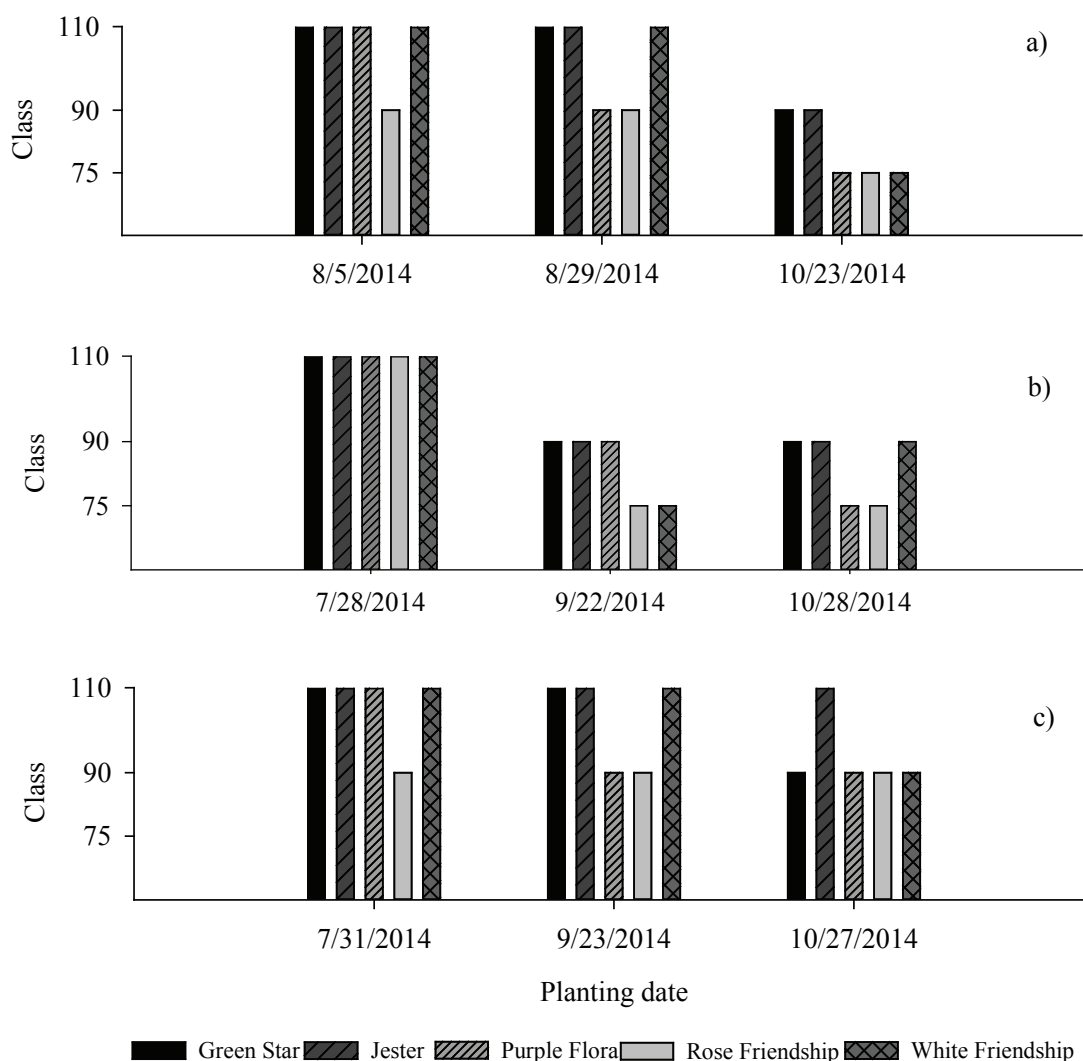 110
a)
90
Class
75
8/5/2014 8/29/2014 10/23/2014
110
b)
90
Class
75
7/28/2014 9/22/2014 10/28/2014
110
c)
90
Class
75
7/31/2014 9/23/2014 10/27/2014
Planting date
Green Star Jester Purple Flora Rose Friendship White Friendship